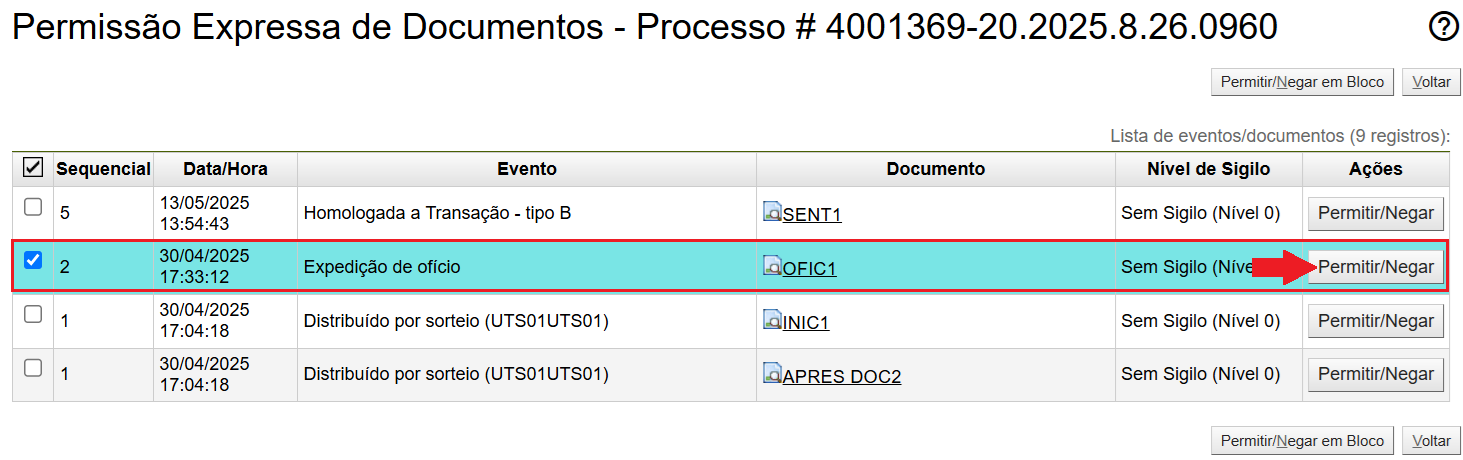 Permissão Expressa de Documentos - Processo # 4001369-20.2025.8.26.0960
Permitir/Negar em Bloco Voltar
Lista de eventos/documentos (9 registros):
Sequencial Data/Hora Evento Documento Nível de Sigilo Ações
5 13/05/2025 13:54:43 Homologada a Transação - tipo B SENT1 Sem Sigilo (Nível 0) Permitir/Negar
2 30/04/2025 17:33:12 Expedição de ofício OFIC1 Sem Sigilo (Níve Permitir/Negar
1 30/04/2025 17:04:18 Distribuído por sorteio (UTS01UTS01) INIC1 Sem Sigilo (Nível 0) Permitir/Negar
1 30/04/2025 17:04:18 Distribuído por sorteio (UTS01UTS01) APRES DOC2 Sem Sigilo (Nível 0) Permitir/Negar
Permitir/Negar em Bloco Voltar